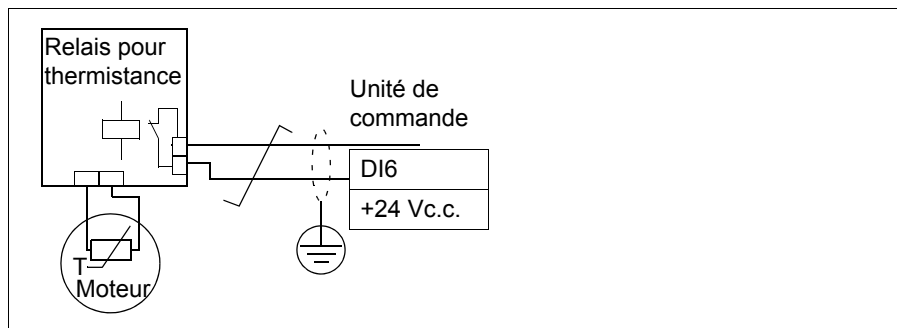 Relais pour
thermistance
Unité de
commande
DI6
+24 Vc.c.
T
Moteur